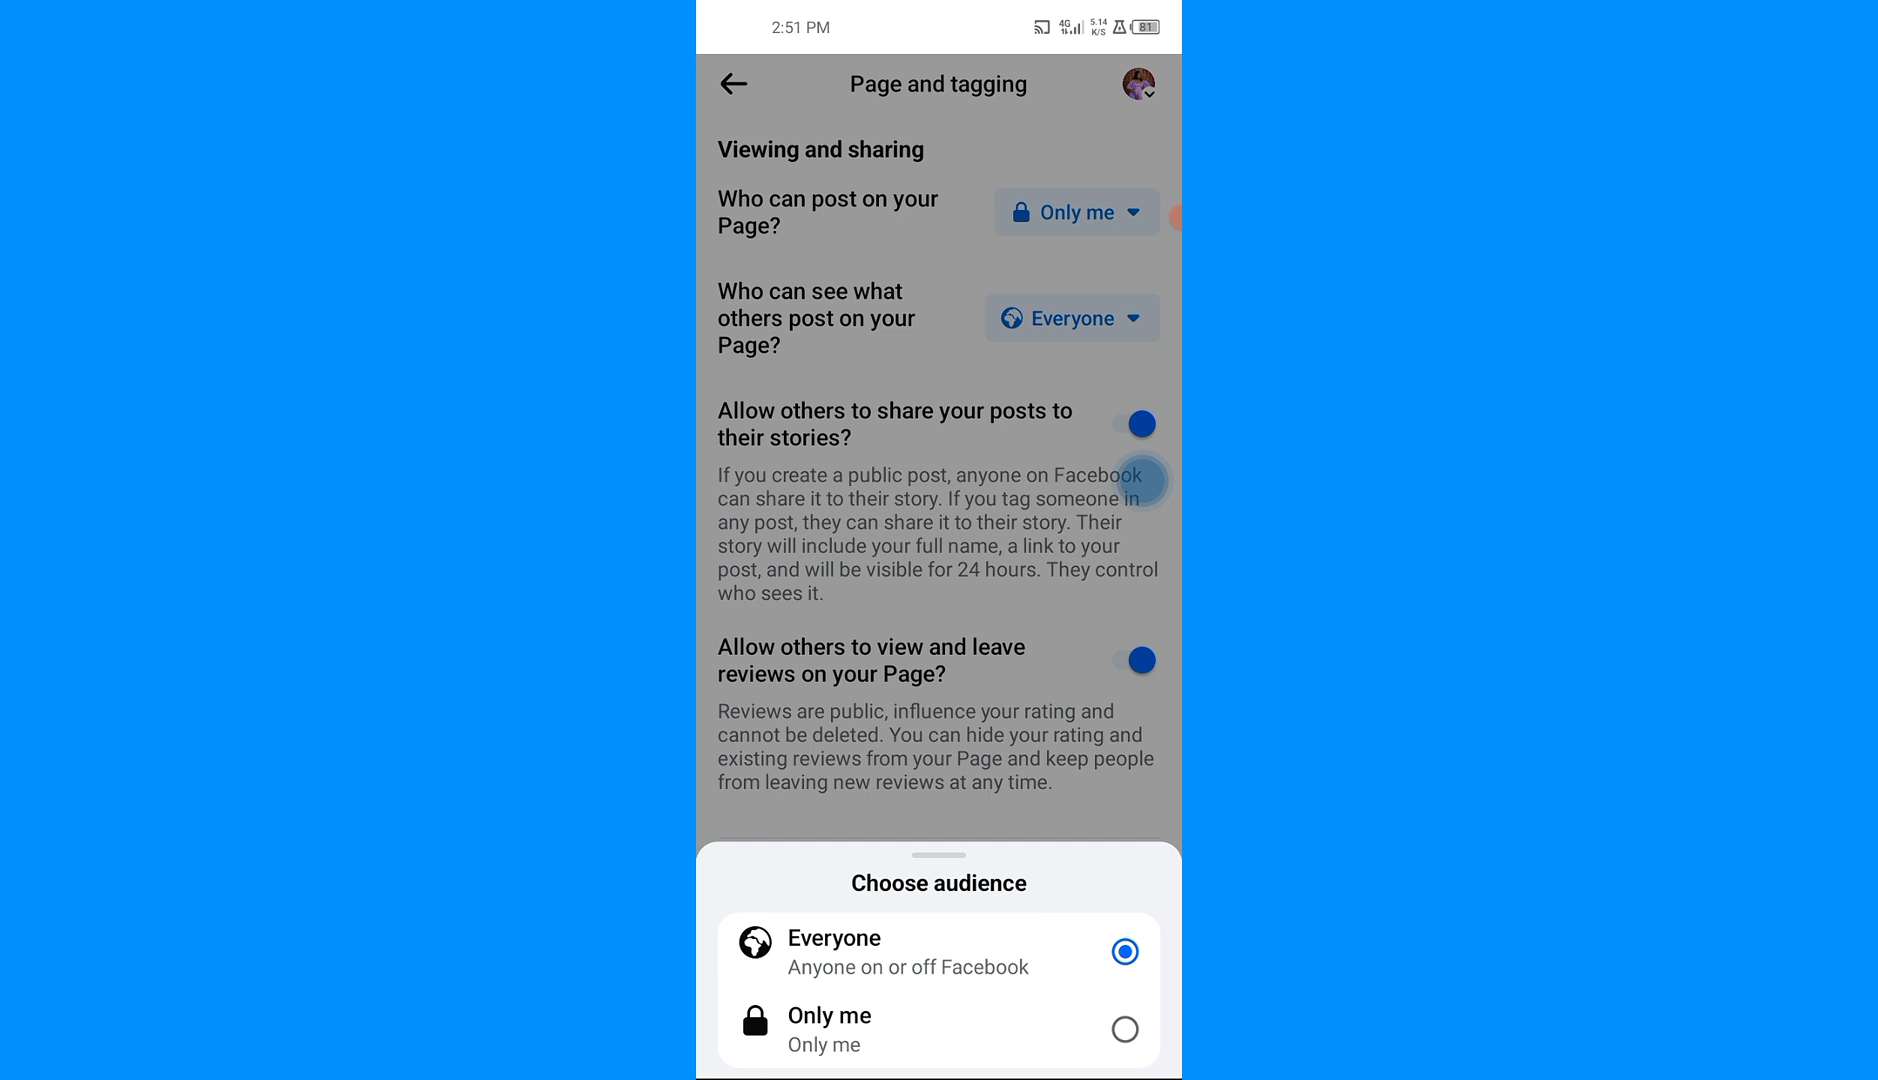 2:51 PM
4G
5.14
K/S
81
Page and tagging
Viewing and sharing
Who can post on your
Page?
Only me
Who can see what
others post on your
Page?
Everyone
Allow others to share your posts to
their stories?
If you create a public post, anyone on Facebook
can share it to their story. If you tag someone in
any post, they can share it to their story. Their
story will include your full name, a link to your
post, and will be visible for 24 hours. They control
who sees it.
Allow others to view and leave
reviews on your Page?
Reviews are public, influence your rating and
cannot be deleted. You can hide your rating and
existing reviews from your Page and keep people
from leaving new reviews at any time.
Choose audience
Everyone
Anyone on or off Facebook
Only me
Only me